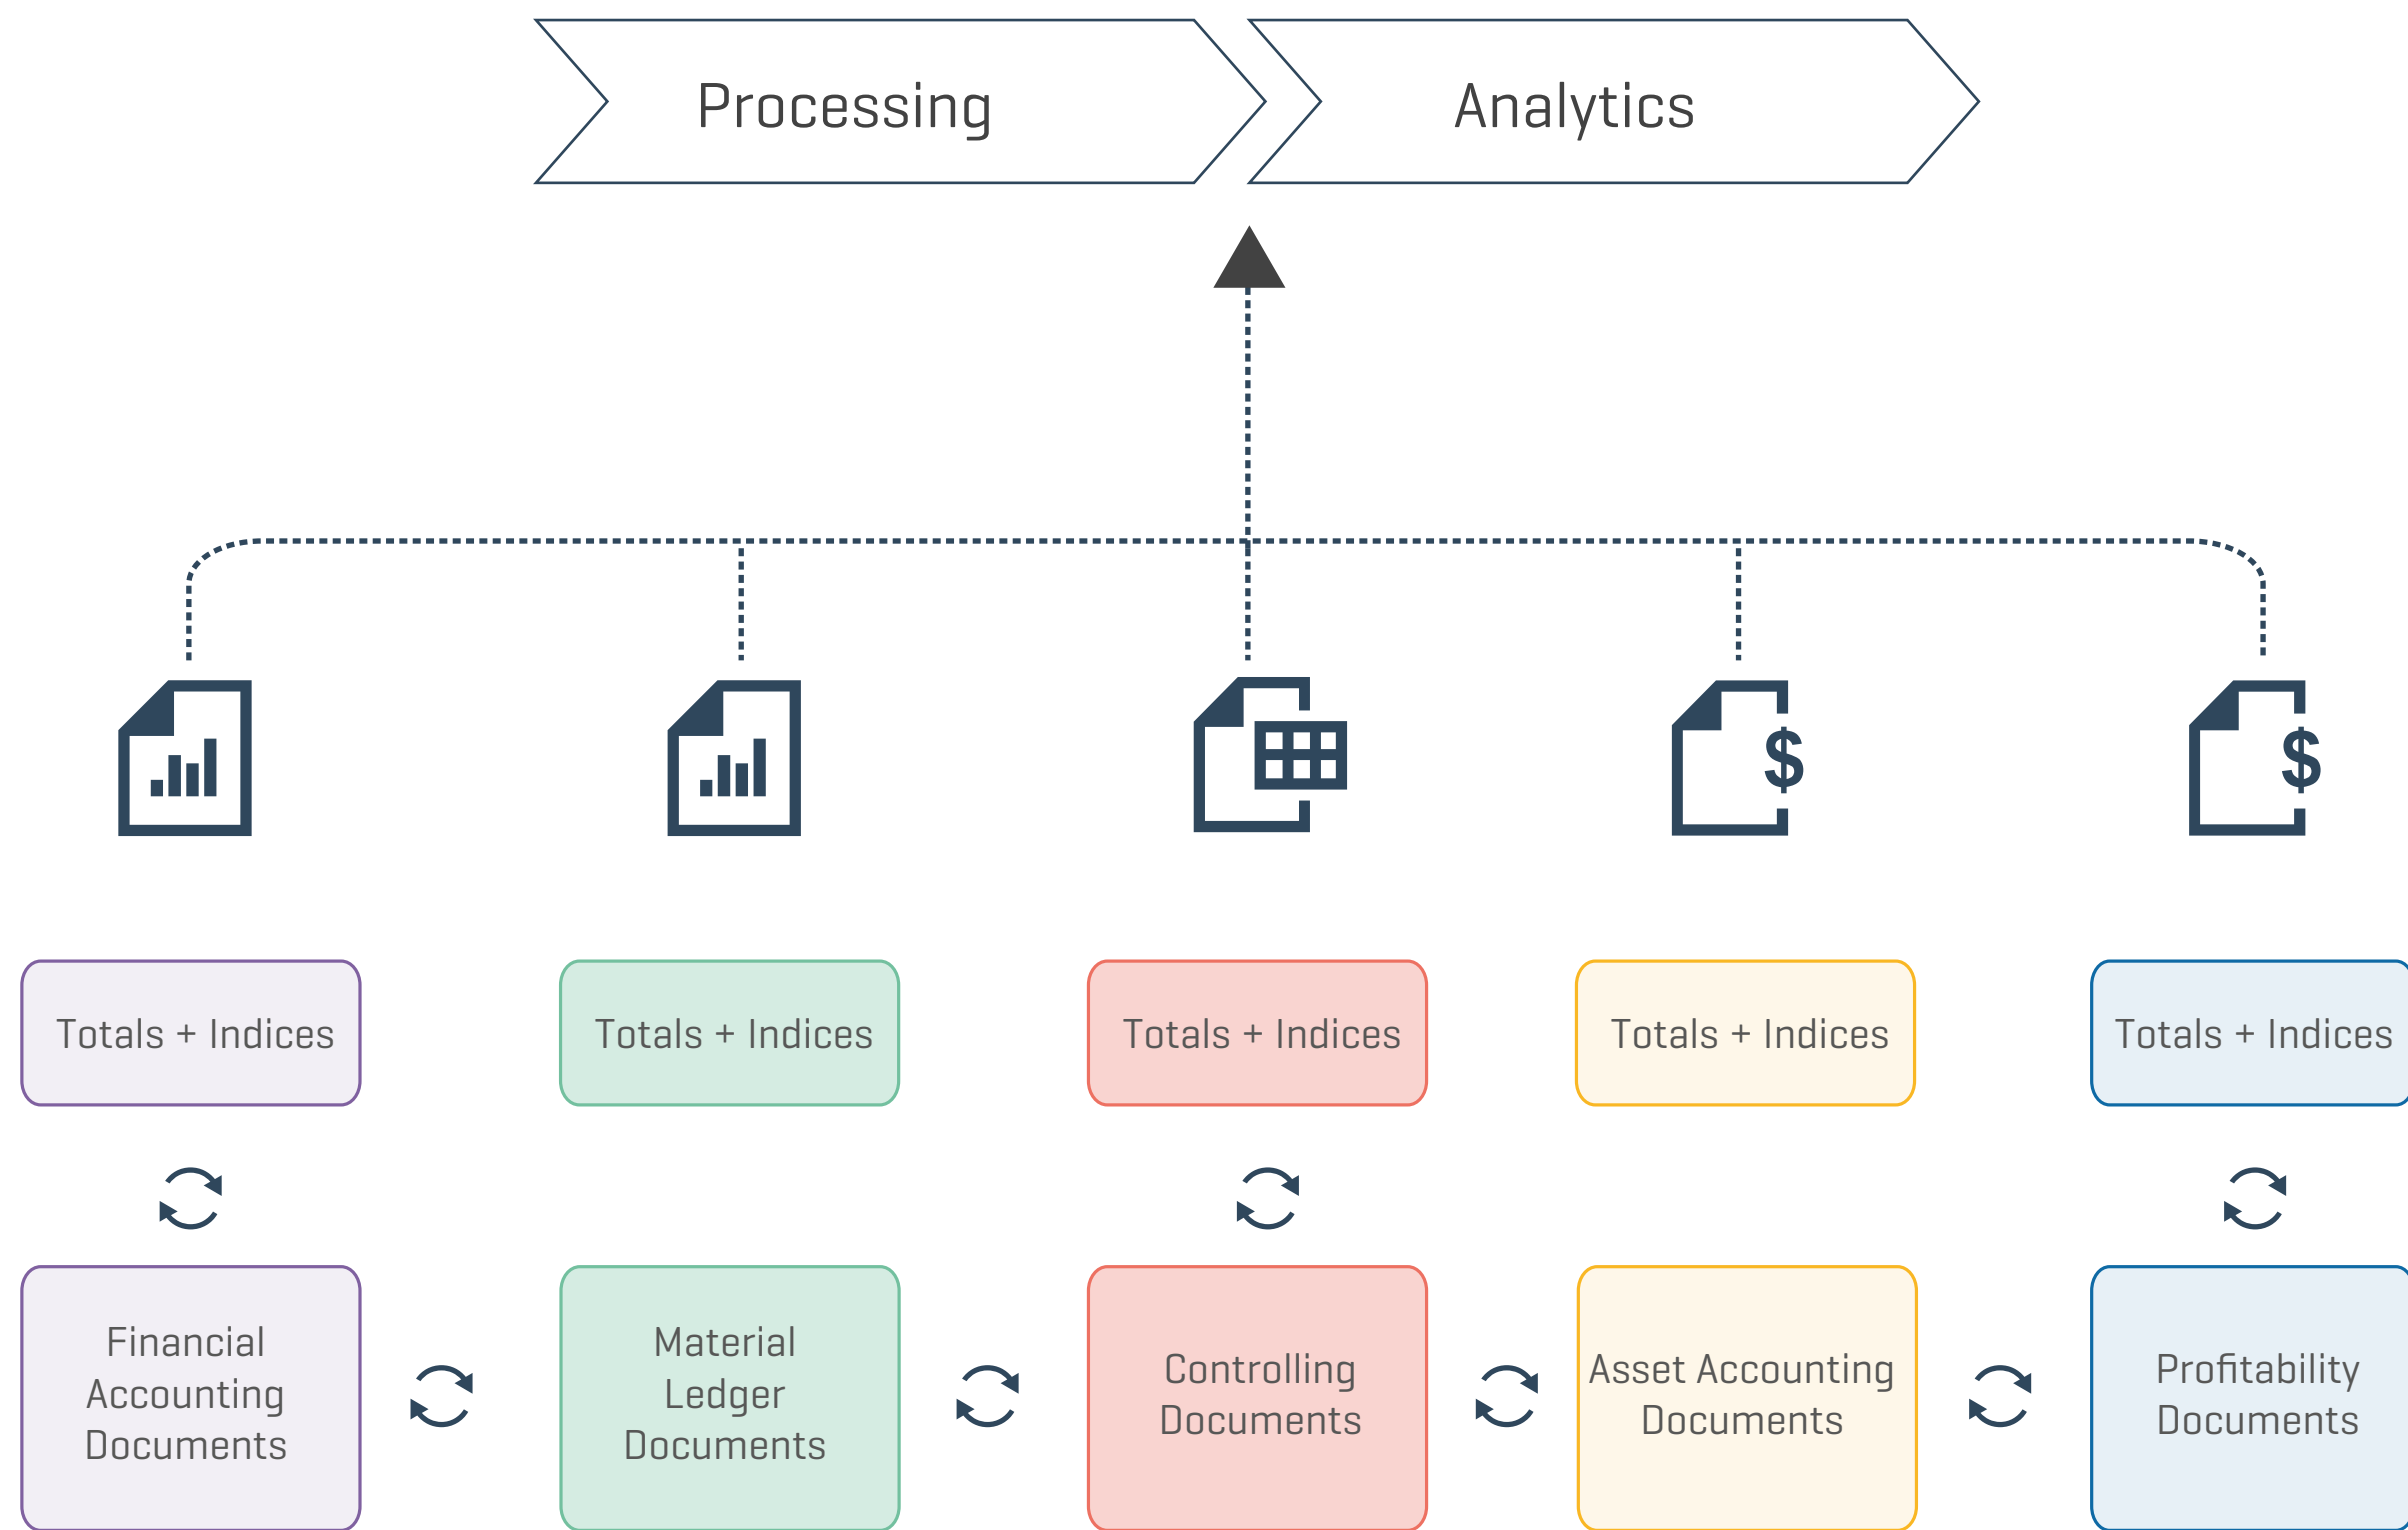 Processing
Analytics
$
$
Totals + Indices
Totals + Indices
Totals + Indices
Totals + Indices
Totals + Indices
Financial
Accounting
Documents
Material
Ledger
Documents
Controlling
Documents
Asset Accounting
Documents
Profitability
Documents